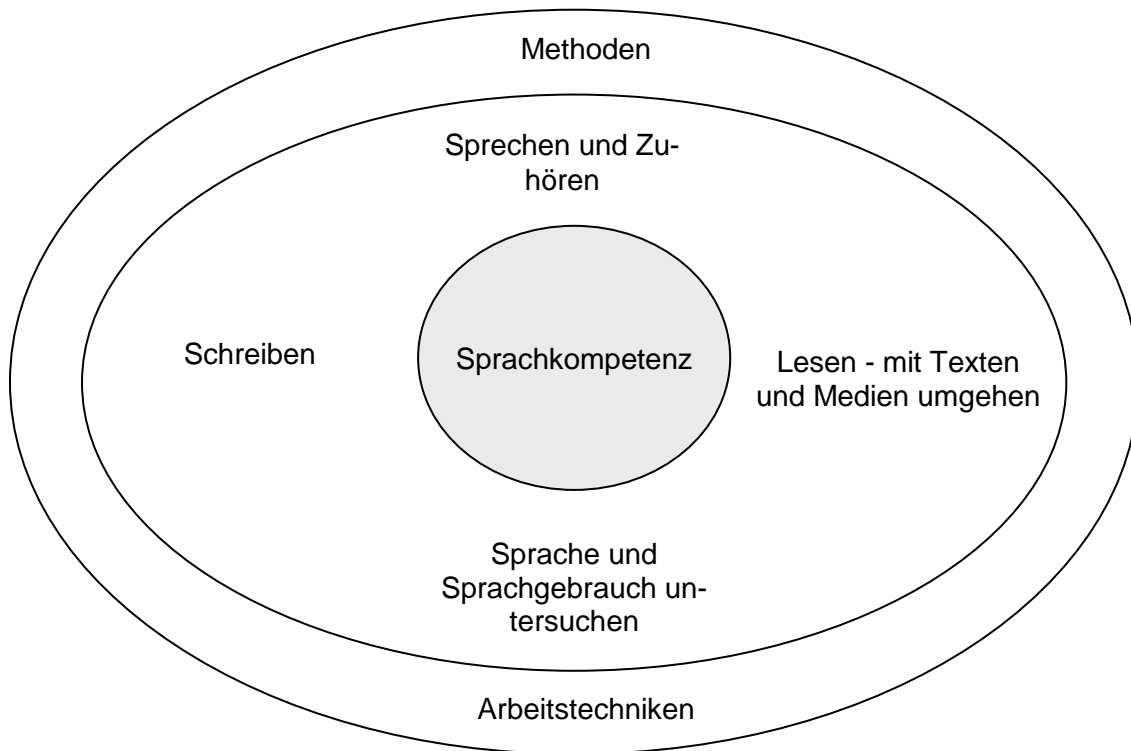 Methoden
Sprechen und Zu-
hören
Schreiben
Sprachkompetenz
Lesen - mit Texten
und Medien umgehen
Sprache und
Sprachgebrauch un-
tersuchen
Arbeitstechniken